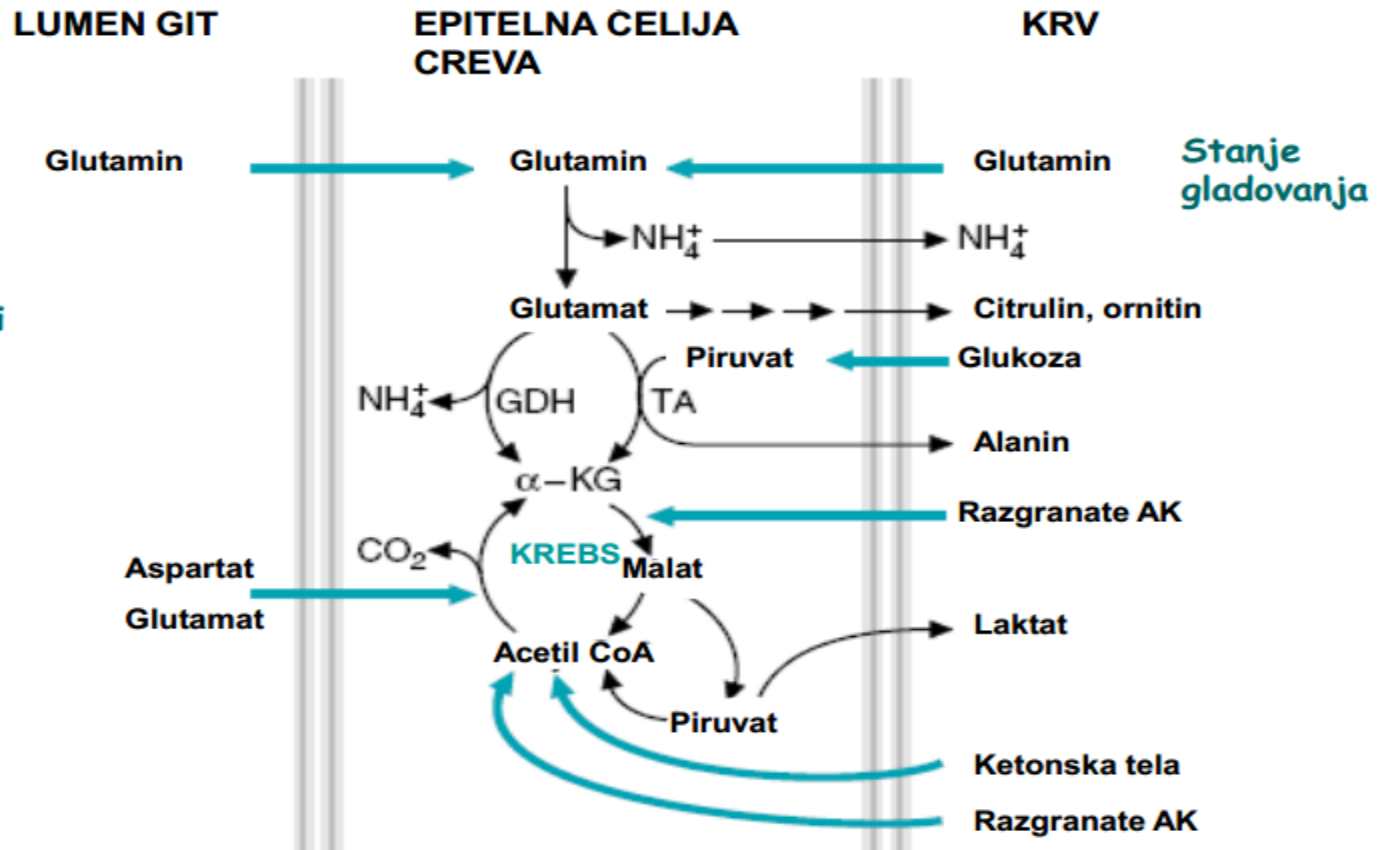 LUMEN GIT
EPITELNA ĆELIJA
CREVA
KRV
Glutamin
Glutamin
Glutamin
Stanje
gladovanja
NH₄⁺
NH₄⁺
Glutamat
Citrulin, ornitin
i
Piruvat
Glukoza
NH₄⁺
GDH
TA
Alanin
α–KG
Razgranate AK
CO₂
KREBS
Malat
Aspartat
Glutamat
Laktat
Acetil CoA
Piruvat
Ketonska tela
Razgranate AK